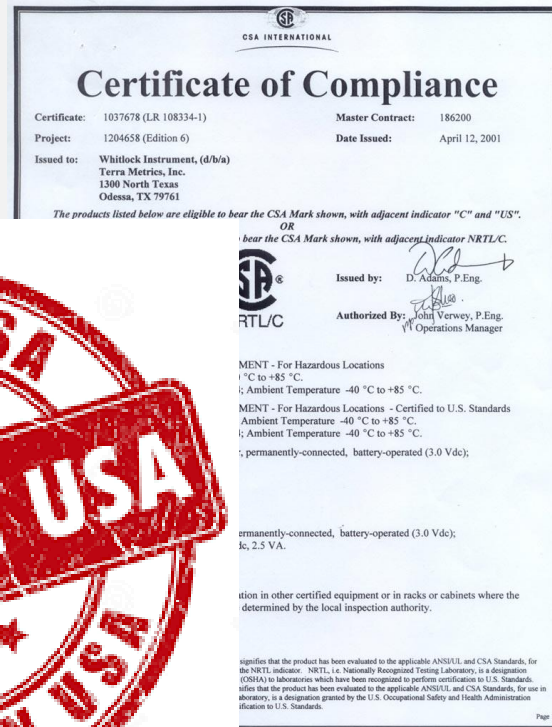 CSA INTERNATIONAL
Certificate of Compliance
Certificate: 1037678 (LR 108334-1) Master Contract: 186200
Project: 1204658 (Edition 6) Date Issued: April 12, 2001
Issued to: Whitlock Instrument, (d/b/a)
Terra Metrics, Inc.
1300 North Texas
Odessa, TX 79761
The products listed below are eligible to bear the CSA Mark shown, with adjacent indicator "C" and "US".
OR
bear the CSA Mark shown, with adjacent indicator NRTL/C.
Issued by: D. Adams, P.Eng.
RTL/C
Authorized By: John Verwey, P.Eng.
Operations Manager
MENT - For Hazardous Locations
°C to +85 °C.
; Ambient Temperature -40 °C to +85 °C.
MENT - For Hazardous Locations - Certified to U.S. Standards
Ambient Temperature -40 °C to +85 °C.
; Ambient Temperature -40 °C to +85 °C.
, permanently-connected, battery-operated (3.0 Vdc);
ermanently-connected, battery-operated (3.0 Vdc);
dc, 2.5 VA.
ation in other certified equipment or in racks or cabinets where the
determined by the local inspection authority.
signifies that the product has been evaluated to the applicable ANSI/UL and CSA Standards, for
the NRTL indicator. NRTL, i.e. Nationally Recognized Testing Laboratory, is a designation
(OSHA) to laboratories which have been recognized to perform certification to U.S. Standards.
nifies that the product has been evaluated to the applicable ANSI/UL and CSA Standards, for use in
aboratory, is a designation granted by the U.S. Occupational Safety and Health Administration
ification to U.S. Standards.
Page
USA
USA
USA